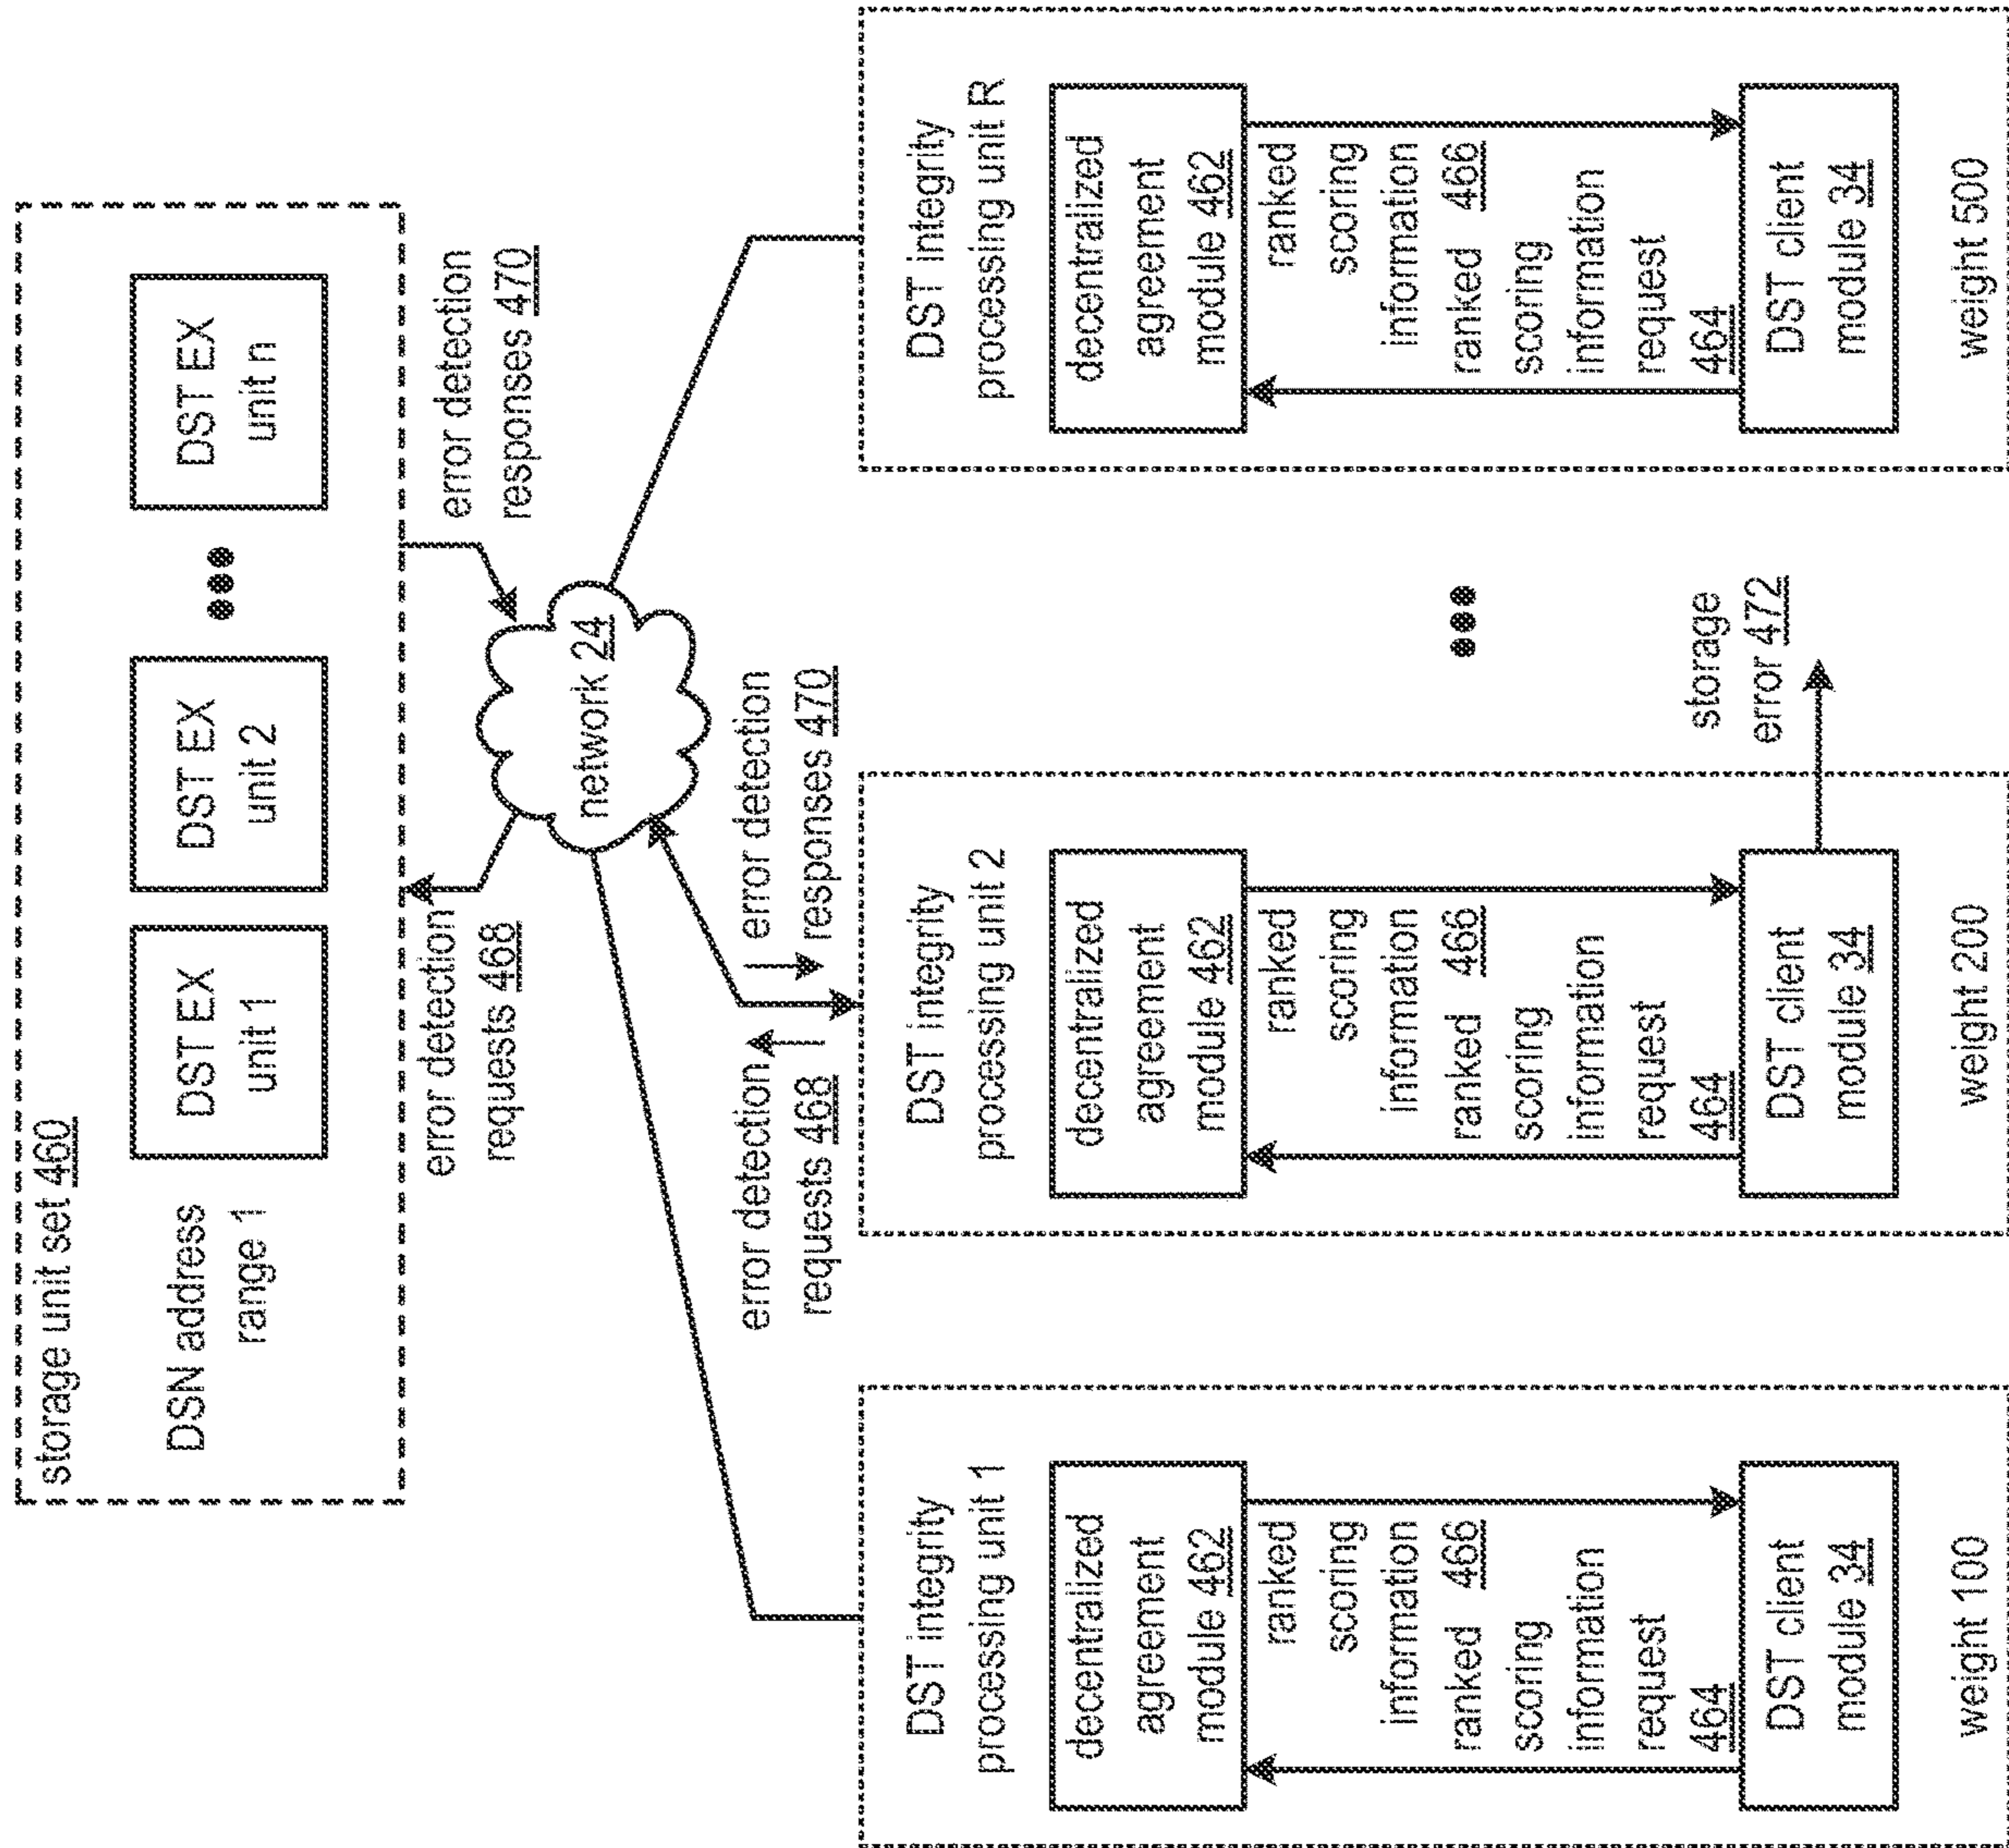 storage unit set 460
DSN address
range 1
DST EX
unit 1
DST EX
unit 2
DST EX
unit n
error detection
requests 468
error detection
responses 470
network 24
error detection
requests 468
error detection
responses 470
DST integrity
processing unit 1
decentralized
agreement
module 462
ranked
scoring
information
466
ranked
scoring
information
request
464
DST client
module 34
weight 100
DST integrity
processing unit 2
decentralized
agreement
module 462
ranked
scoring
information
466
ranked
scoring
information
request
464
DST client
module 34
weight 200
storage
error 472
DST integrity
processing unit R
decentralized
agreement
module 462
ranked
scoring
information
466
ranked
scoring
information
request
464
DST client
module 34
weight 500